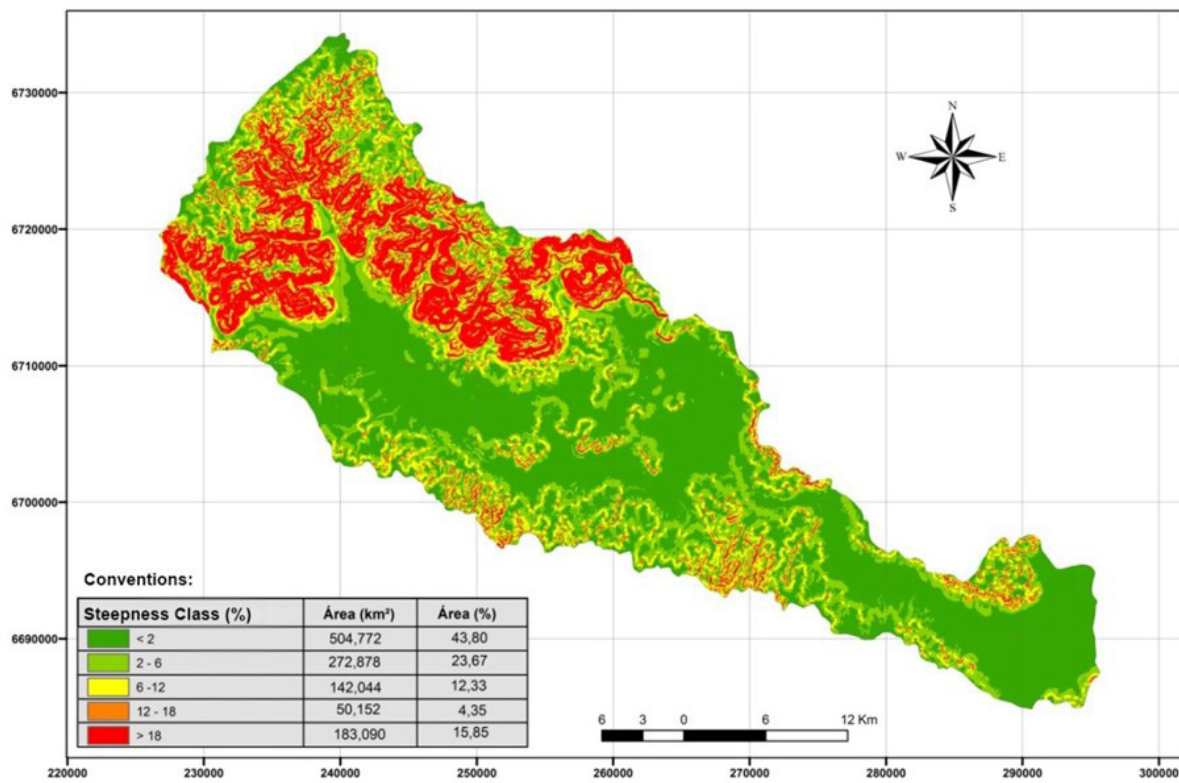 6730000
6720000
6710000
6700000
6690000
N
W E
S
Conventions:
Steepness Class (%) Área (km²) Área (%)
< 2 504,772 43,80
2 - 6 272,878 23,67
6 -12 142,044 12,33
12 - 18 50,152 4,35
> 18 183,090 15,85
6 3 0 6 12 Km
220000 230000 240000 250000 260000 270000 280000 290000 300000